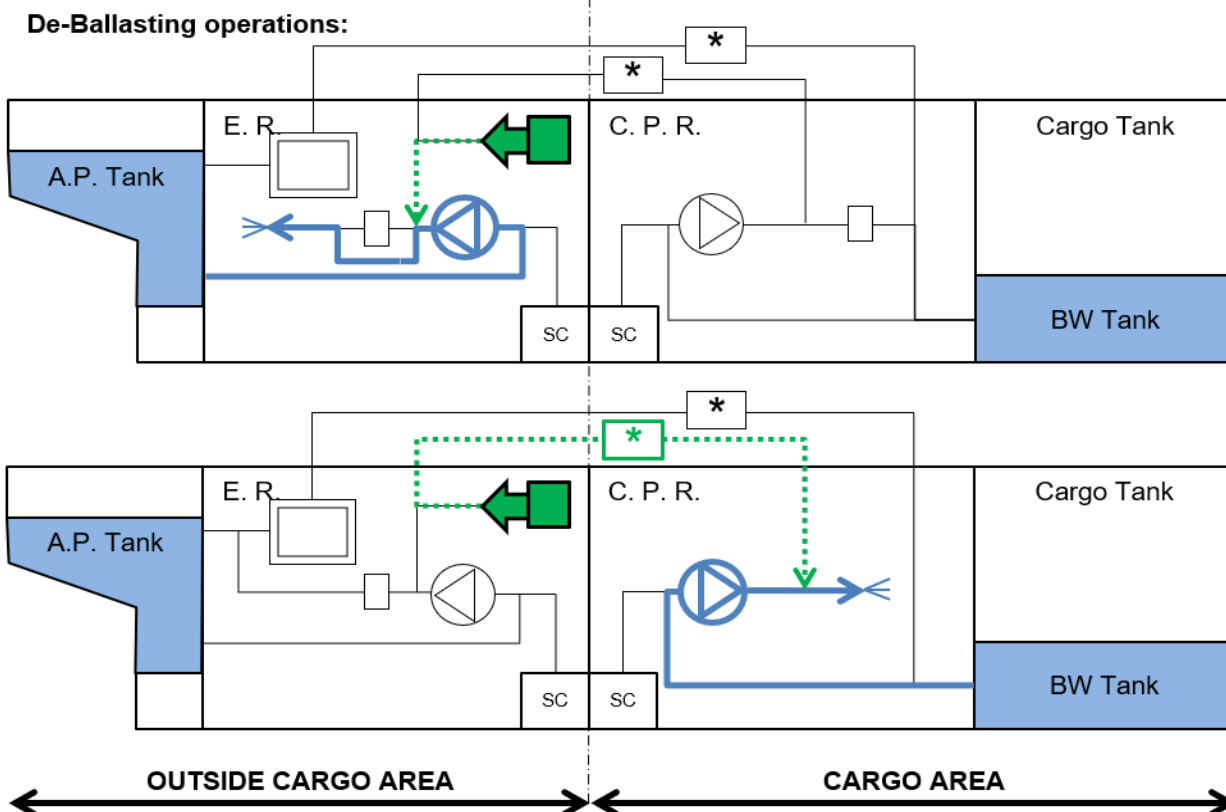 De-Ballasting operations:
*
*
E. R.
C. P. R.
Cargo Tank
A.P. Tank
SC
SC
BW Tank
*
*
E. R.
C. P. R.
Cargo Tank
A.P. Tank
SC
SC
BW Tank
OUTSIDE CARGO AREA
CARGO AREA